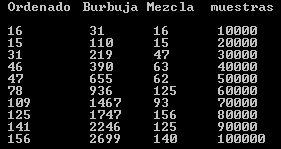 Ordenado Burbuja Mezcla muestras
16 31 16 10000
15 110 15 20000
31 219 47 30000
46 390 63 40000
47 655 62 50000
78 936 125 60000
109 1467 93 70000
125 1747 156 80000
141 2246 125 90000
156 2699 140 100000